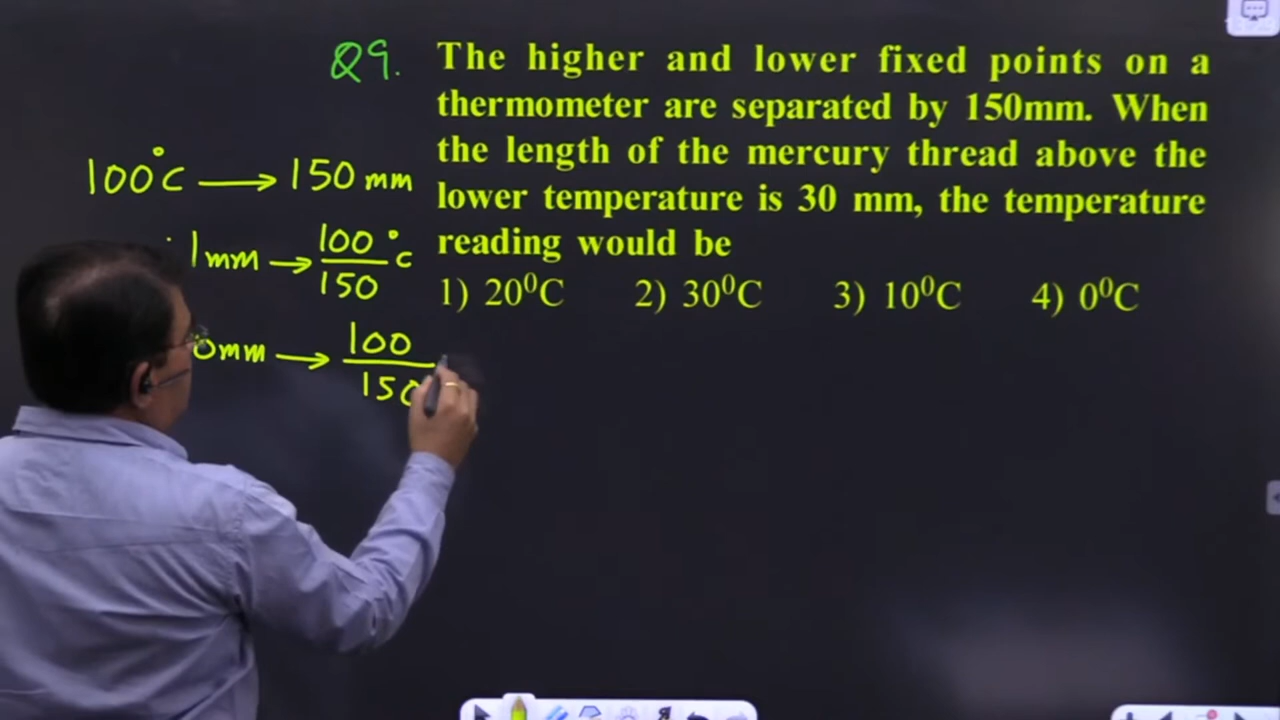 Q9. The higher and lower fixed points on a
thermometer are separated by 150mm. When
the length of the mercury thread above the
lower temperature is 30 mm, the temperature
reading would be
1) 20⁰C 2) 30⁰C 3) 10⁰C 4) 0⁰C
100°C → 150 mm
1mm → 100/150 °C
0mm → 100/150